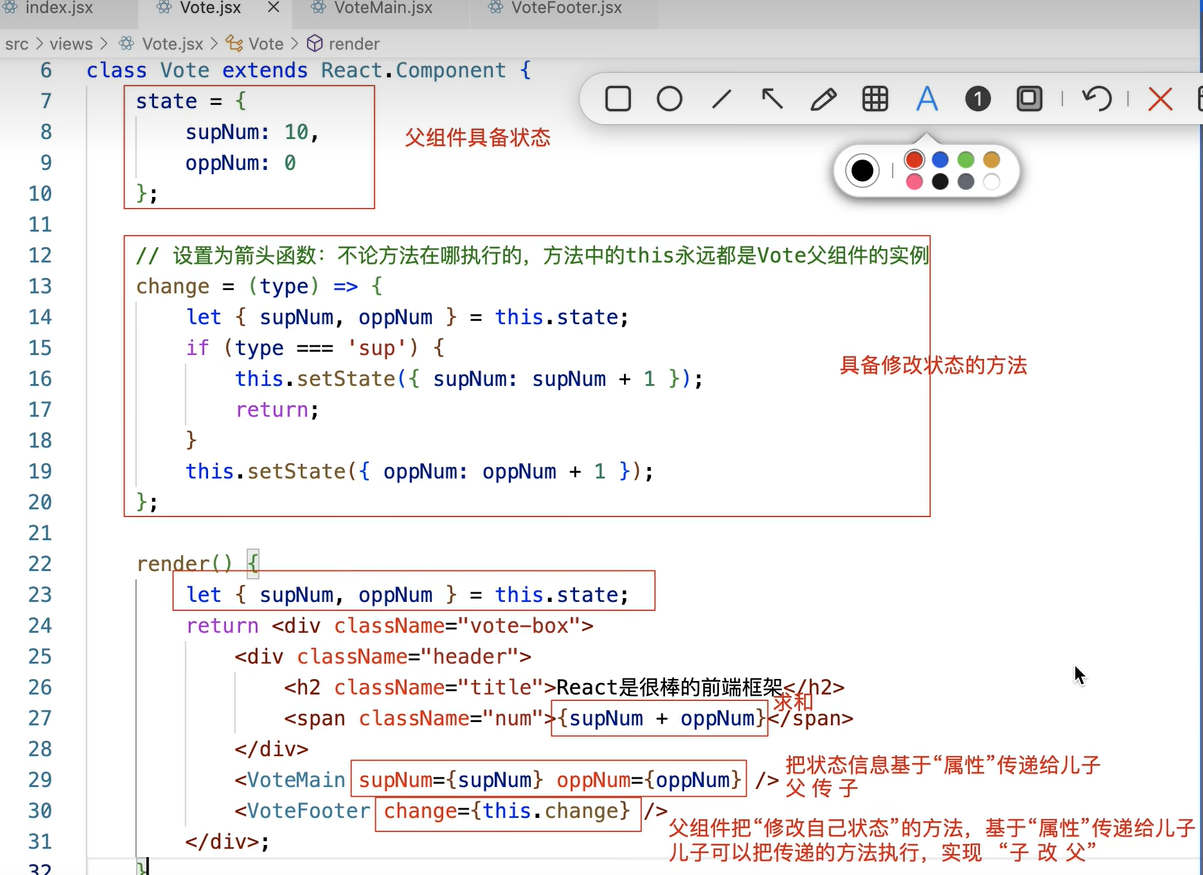 index.jsx Vote.jsx VoteMain.jsx VoteFooter.jsx
src > views > Vote.jsx > Vote > render
6 class Vote extends React.Component {
7 state = {
8 supNum: 10,
父组件具备状态
9 oppNum: 0
10 };
11
12 // 设置为箭头函数：不论方法在哪执行的，方法中的this永远都是Vote父组件的实例
13 change = (type) => {
14 let { supNum, oppNum } = this.state;
15 if (type === 'sup') {
具备修改状态的方法
16 this.setState({ supNum: supNum + 1 });
17 return;
18 }
19 this.setState({ oppNum: oppNum + 1 });
20 };
21
22 render() {
23 let { supNum, oppNum } = this.state;
24 return <div className="vote-box">
25 <div className="header">
26 <h2 className="title">React是很棒的前端框架</h2>
求和
27 <span className="num">{supNum + oppNum}</span>
28 </div>
29 <VoteMain supNum={supNum} oppNum={oppNum} />
把状态信息基于“属性”传递给儿子
父 传 子
30 <VoteFooter change={this.change} />
父组件把“修改自己状态”的方法，基于“属性”传递给儿子
儿子可以把传递的方法执行，实现 “子 改 父”
31 </div>;
32 }
1